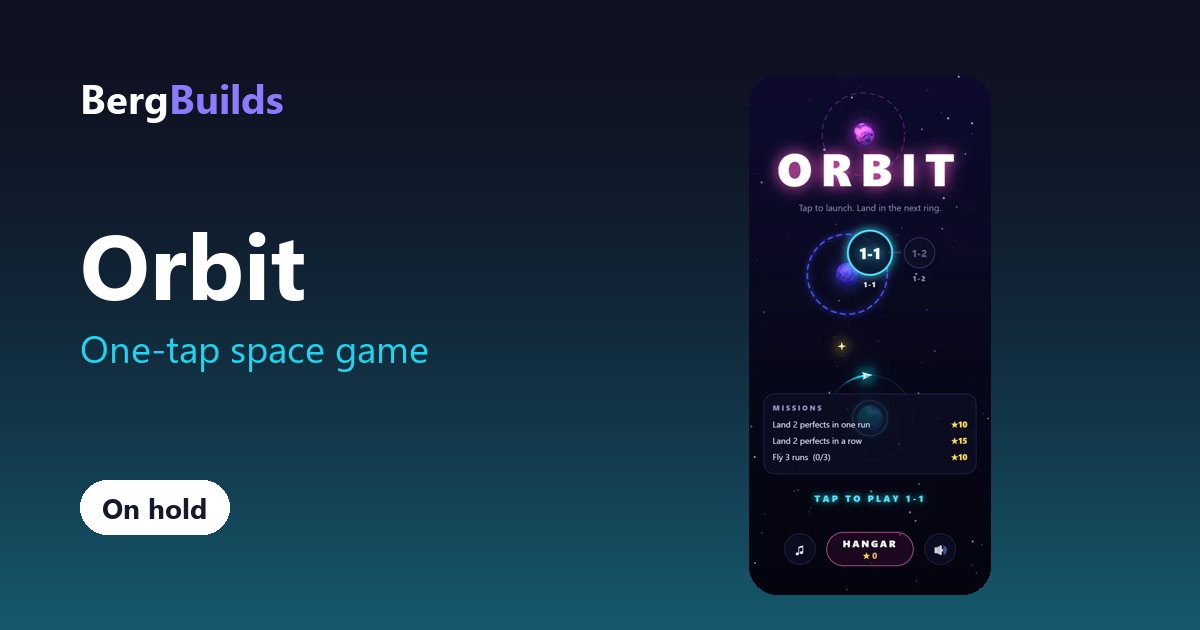 BergBuilds
Orbit
One-tap space game
On hold
ORBIT
Tap to launch. Land in the next ring.
1-1
1-2
1-1
1-2
MISSIONS
Land 2 perfects in one run ★10
Land 2 perfects in a row ★15
Fly 3 runs (0/3) ★10
TAP TO PLAY 1-1
HANGAR
★ 0